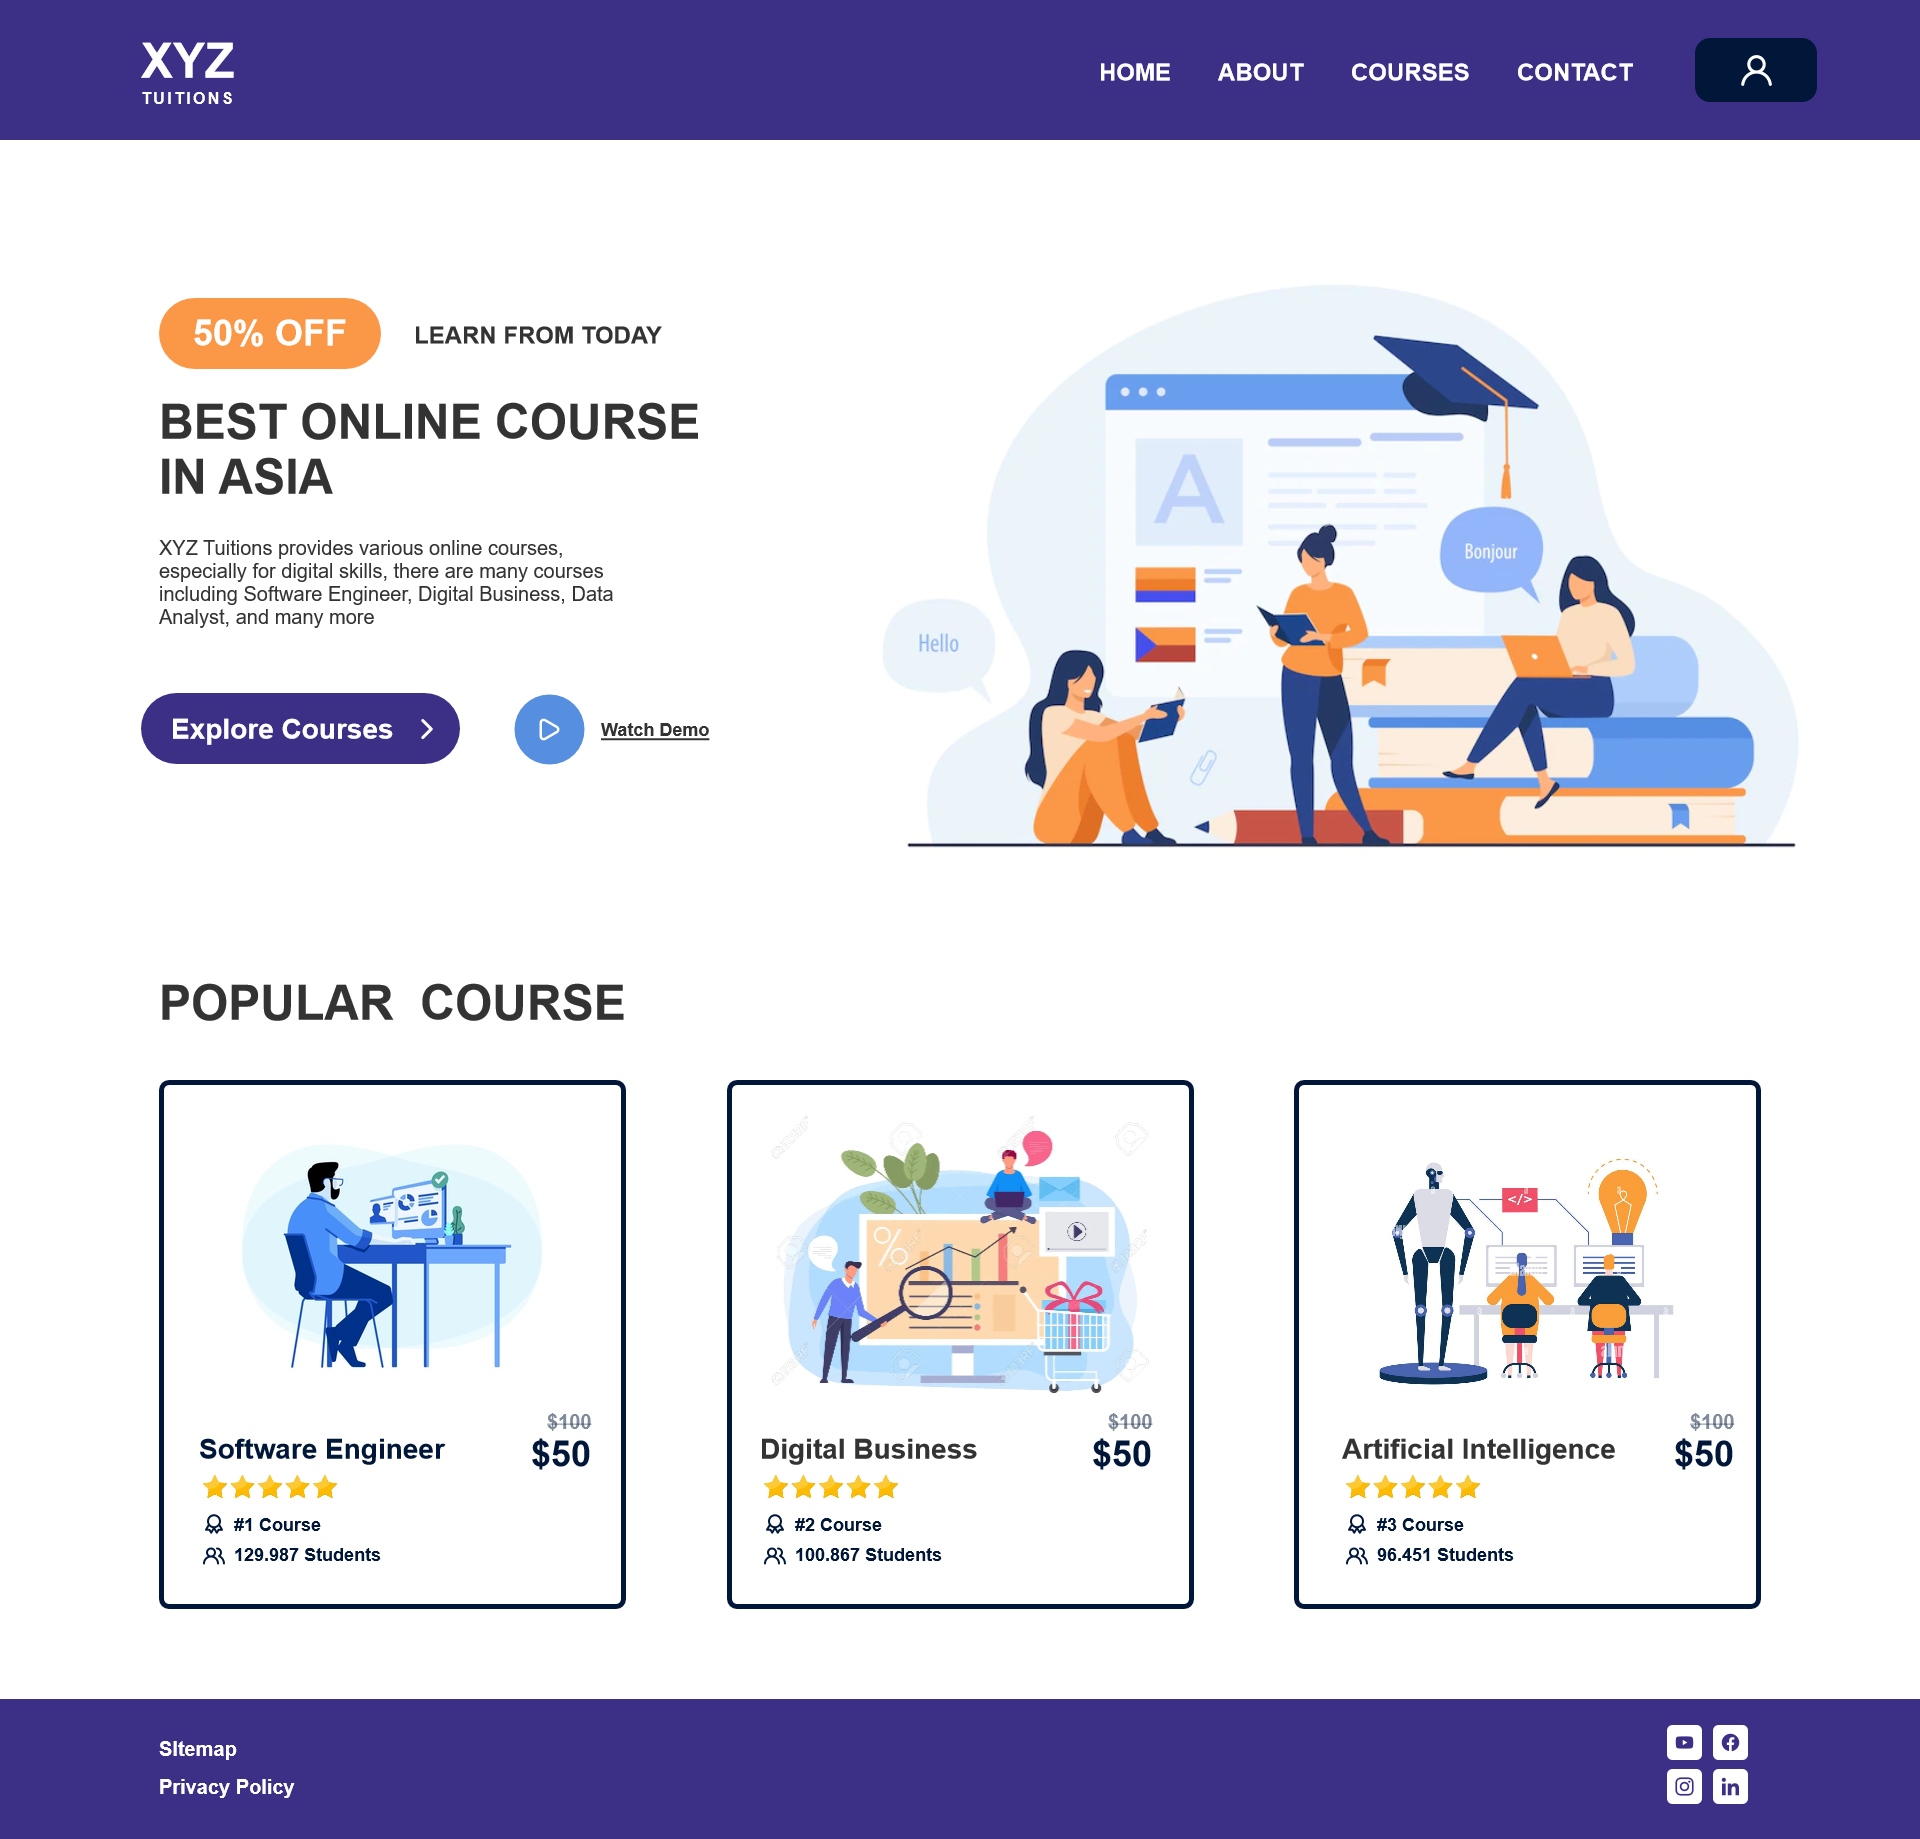 XYZ
TUITIONS
HOME ABOUT COURSES CONTACT
50% OFF
LEARN FROM TODAY
BEST ONLINE COURSE
IN ASIA
XYZ Tuitions provides various online courses,
especially for digital skills, there are many courses
including Software Engineer, Digital Business, Data
Analyst, and many more
Explore Courses
Watch Demo
A
Bonjour
Hello
POPULAR COURSE
$100
Software Engineer
$50
#1 Course
129.987 Students
%
$100
Digital Business
$50
#2 Course
100.867 Students
</>
$100
Artificial Intelligence
$50
#3 Course
96.451 Students
SItemap
Privacy Policy
in